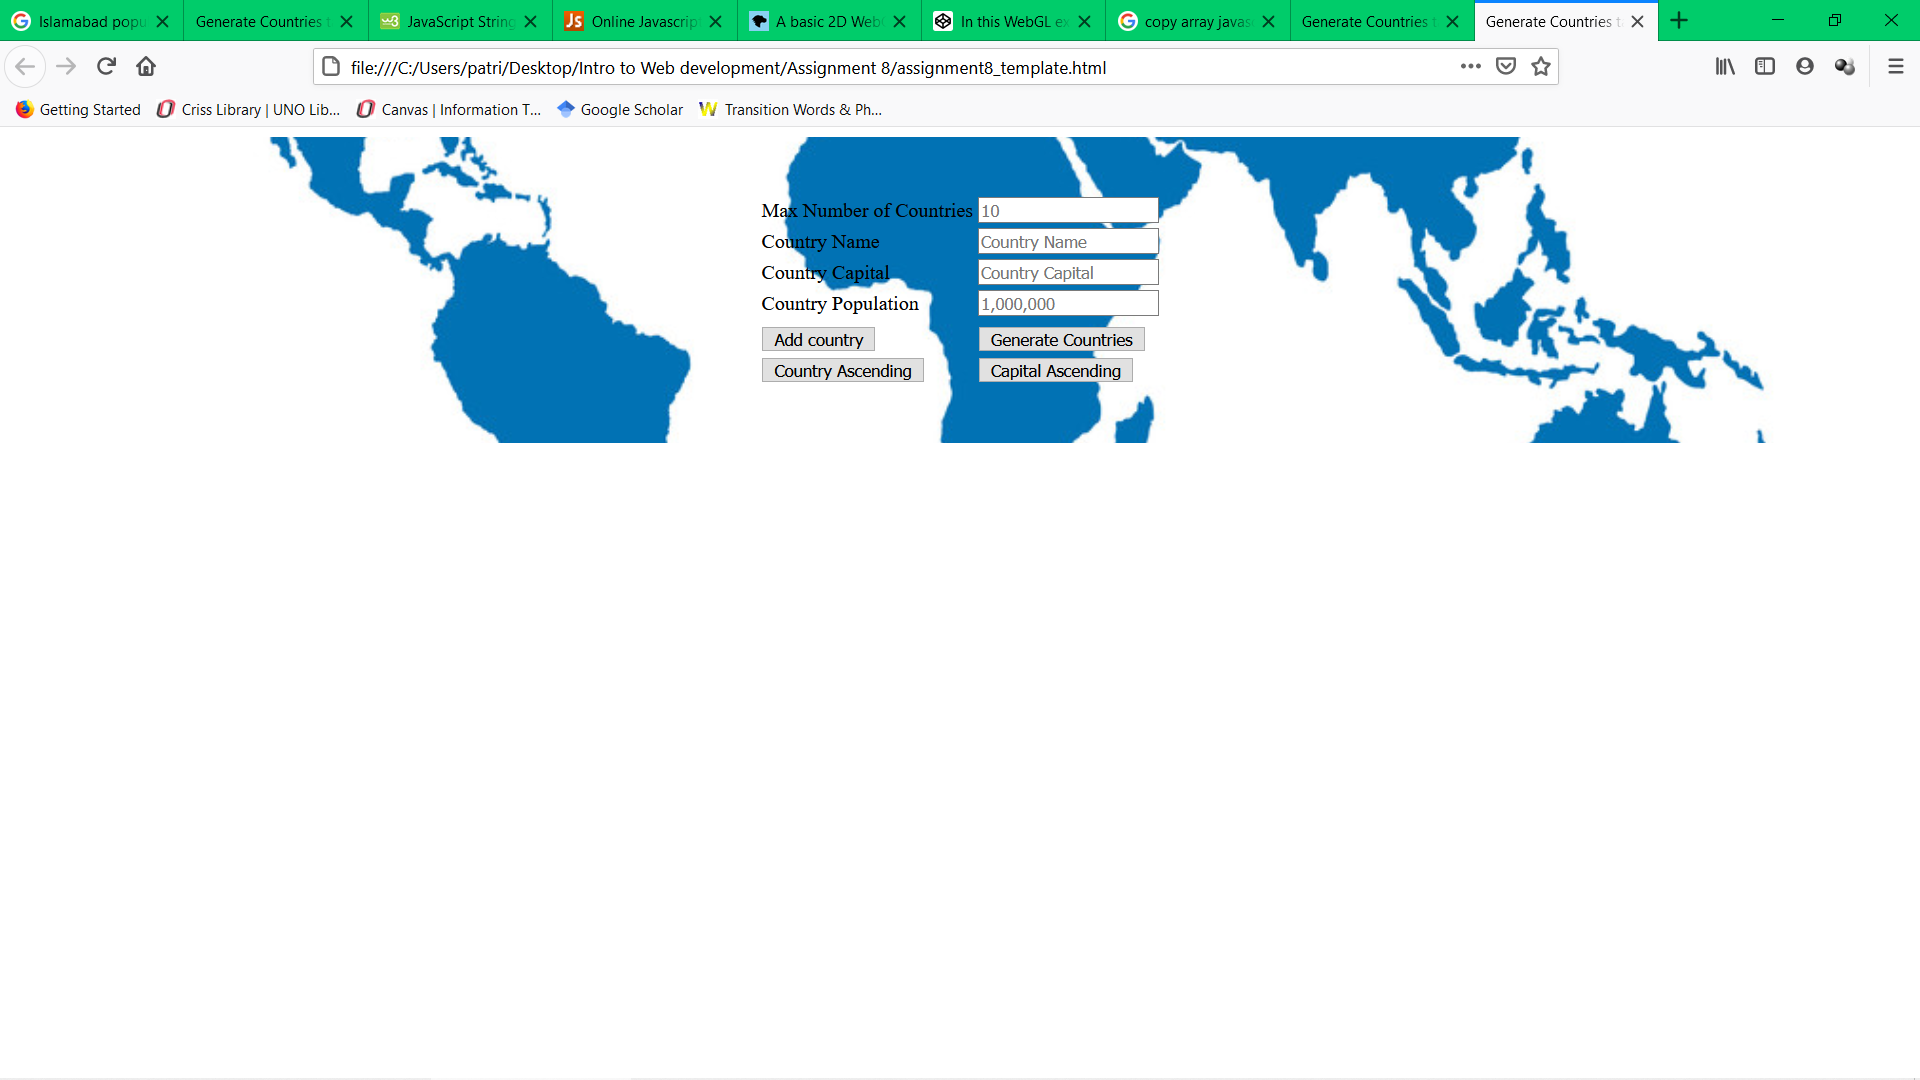 Islamabad popu
Generate Countries t
JavaScript String
Online Javascrip
A basic 2D Web
In this WebGL ex
copy array javas
Generate Countries t
Generate Countries t
file:///C:/Users/patri/Desktop/Intro to Web development/Assignment 8/assignment8_template.html
Getting Started
Criss Library | UNO Lib...
Canvas | Information T...
Google Scholar
Transition Words & Ph...
Max Number of Countries 10
Country Name Country Name
Country Capital Country Capital
Country Population 1,000,000
Add country Generate Countries
Country Ascending Capital Ascending